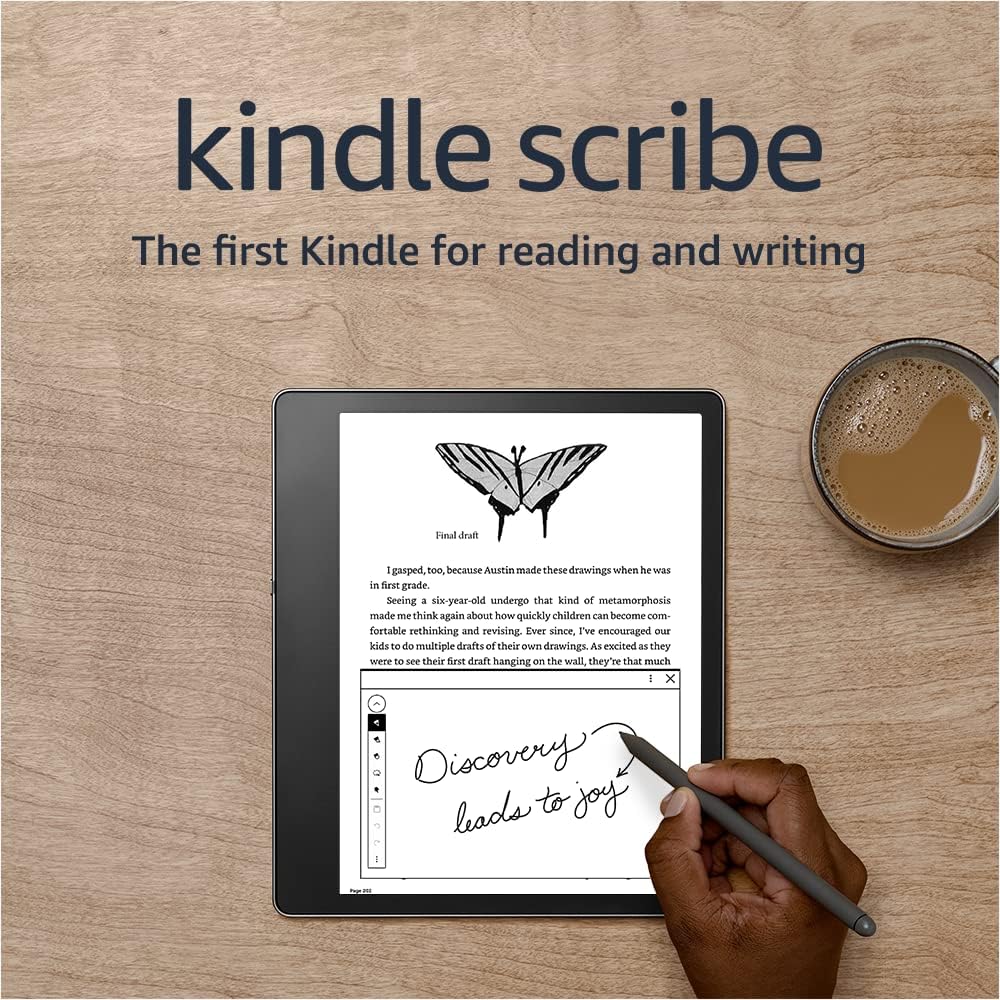 kindle scribe
The first Kindle for reading and writing
Final draft
I gasped, too, because Austin made these drawings when he was
in first grade.
Seeing a six-year-old undergo that kind of metamorphosis
made me think again about how quickly children can become com-
fortable rethinking and revising. Ever since, I've encouraged our
kids to do multiple drafts of their own drawings. As excited as they
were to see their first draft hanging on the wall, they're that much
Discovery
leads to joy
Page 202